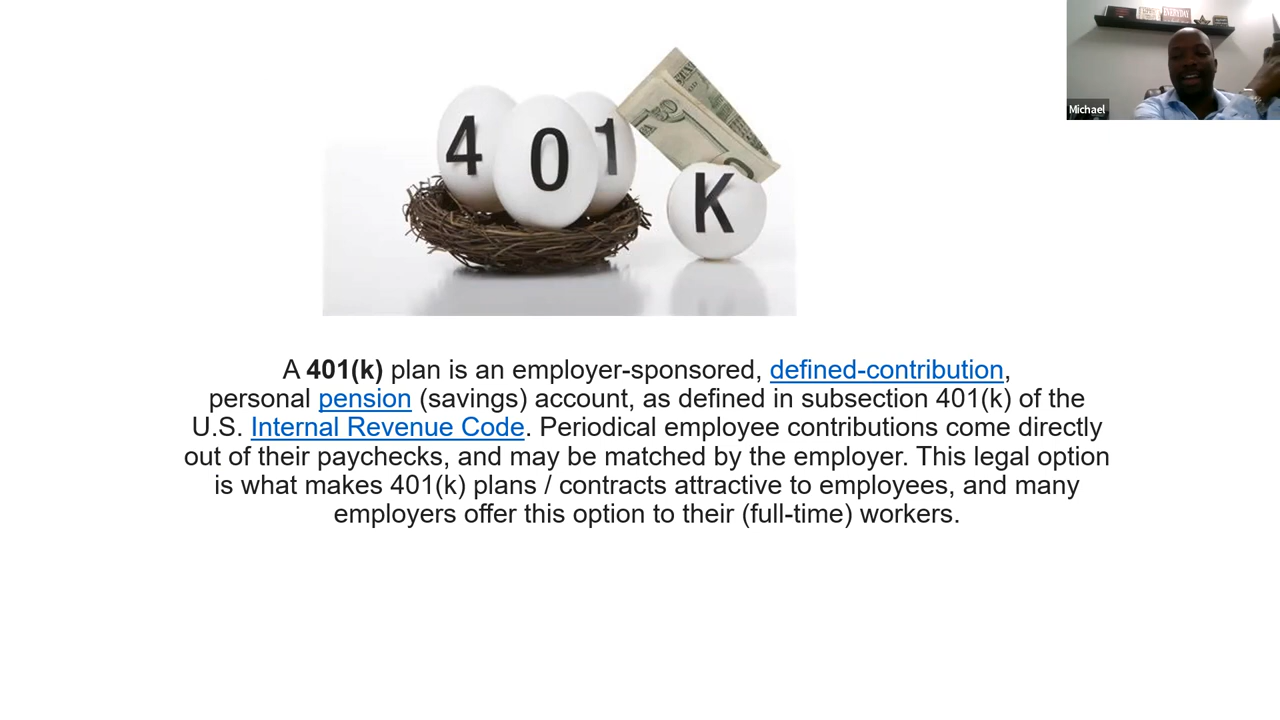 4 0 1
K
EVERYDAY
Michael
A 401(k) plan is an employer-sponsored, defined-contribution,
personal pension (savings) account, as defined in subsection 401(k) of the
U.S. Internal Revenue Code. Periodical employee contributions come directly
out of their paychecks, and may be matched by the employer. This legal option
is what makes 401(k) plans / contracts attractive to employees, and many
employers offer this option to their (full-time) workers.